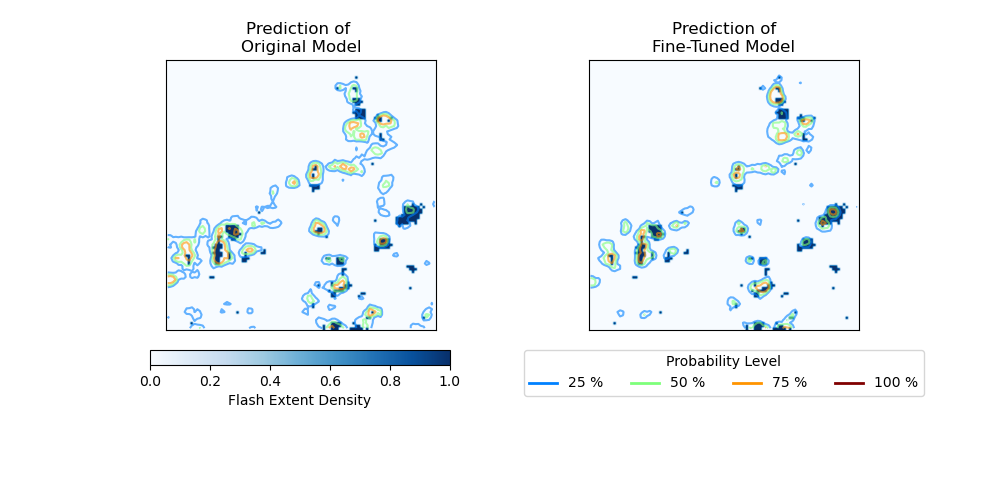 Prediction of
Original Model
Prediction of
Fine-Tuned Model
0.0 0.2 0.4 0.6 0.8 1.0
Flash Extent Density
Probability Level
25 % 50 % 75 % 100 %